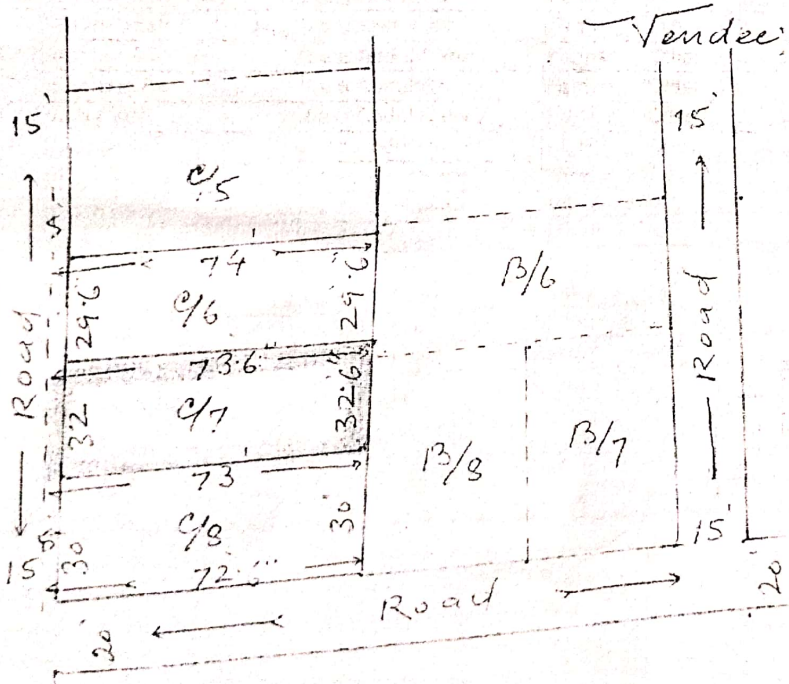 Vendee:
15'
C/5
74'
29.6"
C/6
29.6"
B/6
15'
Road
73.6"
32
C/7
32.6"
73'
C/8
30
30'
B/8
B/7
Road
15'
15'
Road
20'
20'